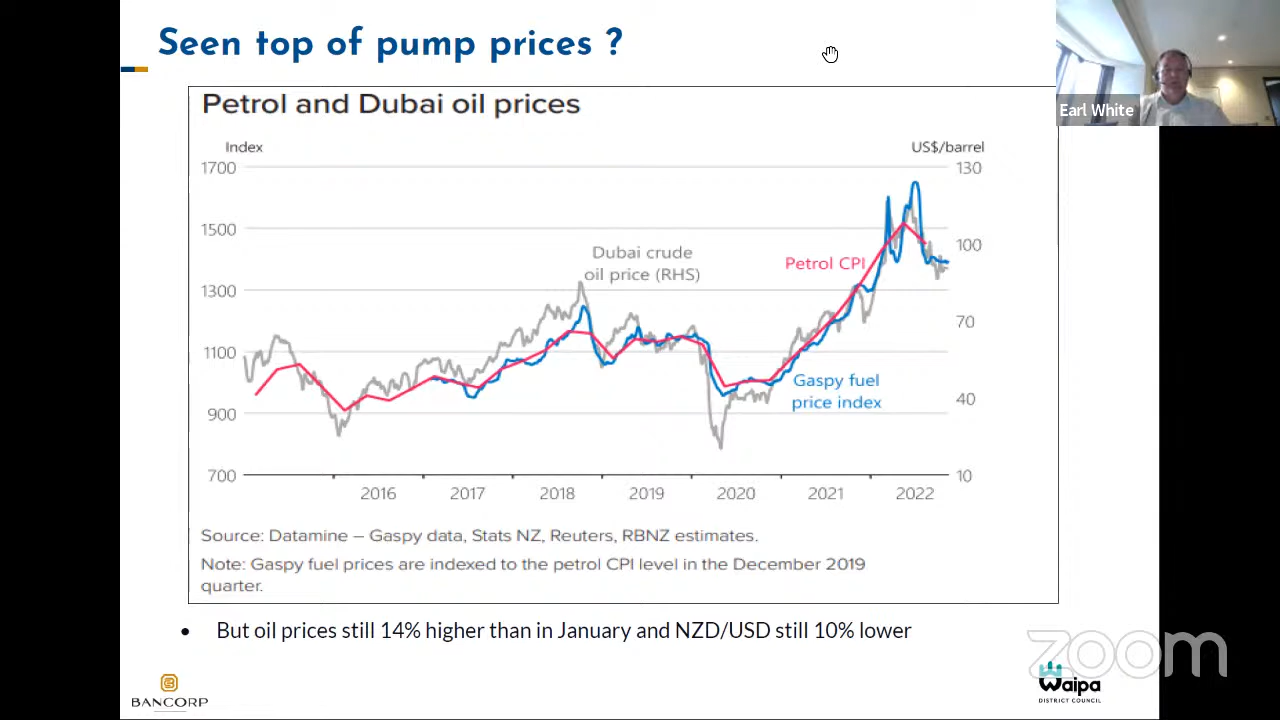 Seen top of pump prices ?
Earl White
Petrol and Dubai oil prices
Index
US$/barrel
1700
130
1500
100
1300
70
1100
900
40
700
10
Dubai crude
oil price (RHS)
Petrol CPI
Gaspy fuel
price index
2016 2017 2018 2019 2020 2021 2022
Source: Datamine – Gaspy data, Stats NZ, Reuters, RBNZ estimates.
Note: Gaspy fuel prices are indexed to the petrol CPI level in the December 2019
quarter.
• But oil prices still 14% higher than in January and NZD/USD still 10% lower
zoom
BANCORP
Waipa
DISTRICT COUNCIL